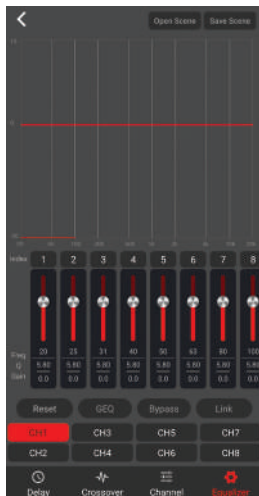 Open Scene Save Scene
0
Index 1 2 3 4 5 6 7 8
Freq 20 25 31 40 50 63 80 100
Q 5.80 5.80 5.80 5.80 5.80 5.80 5.80 5.80
Gain 0.0 0.0 0.0 0.0 0.0 0.0 0.0 0.0
Reset GEQ Bypass Link
CH1 CH3 CH5 CH7
CH2 CH4 CH6 CH8
Delay Crossover Channel Equalizer